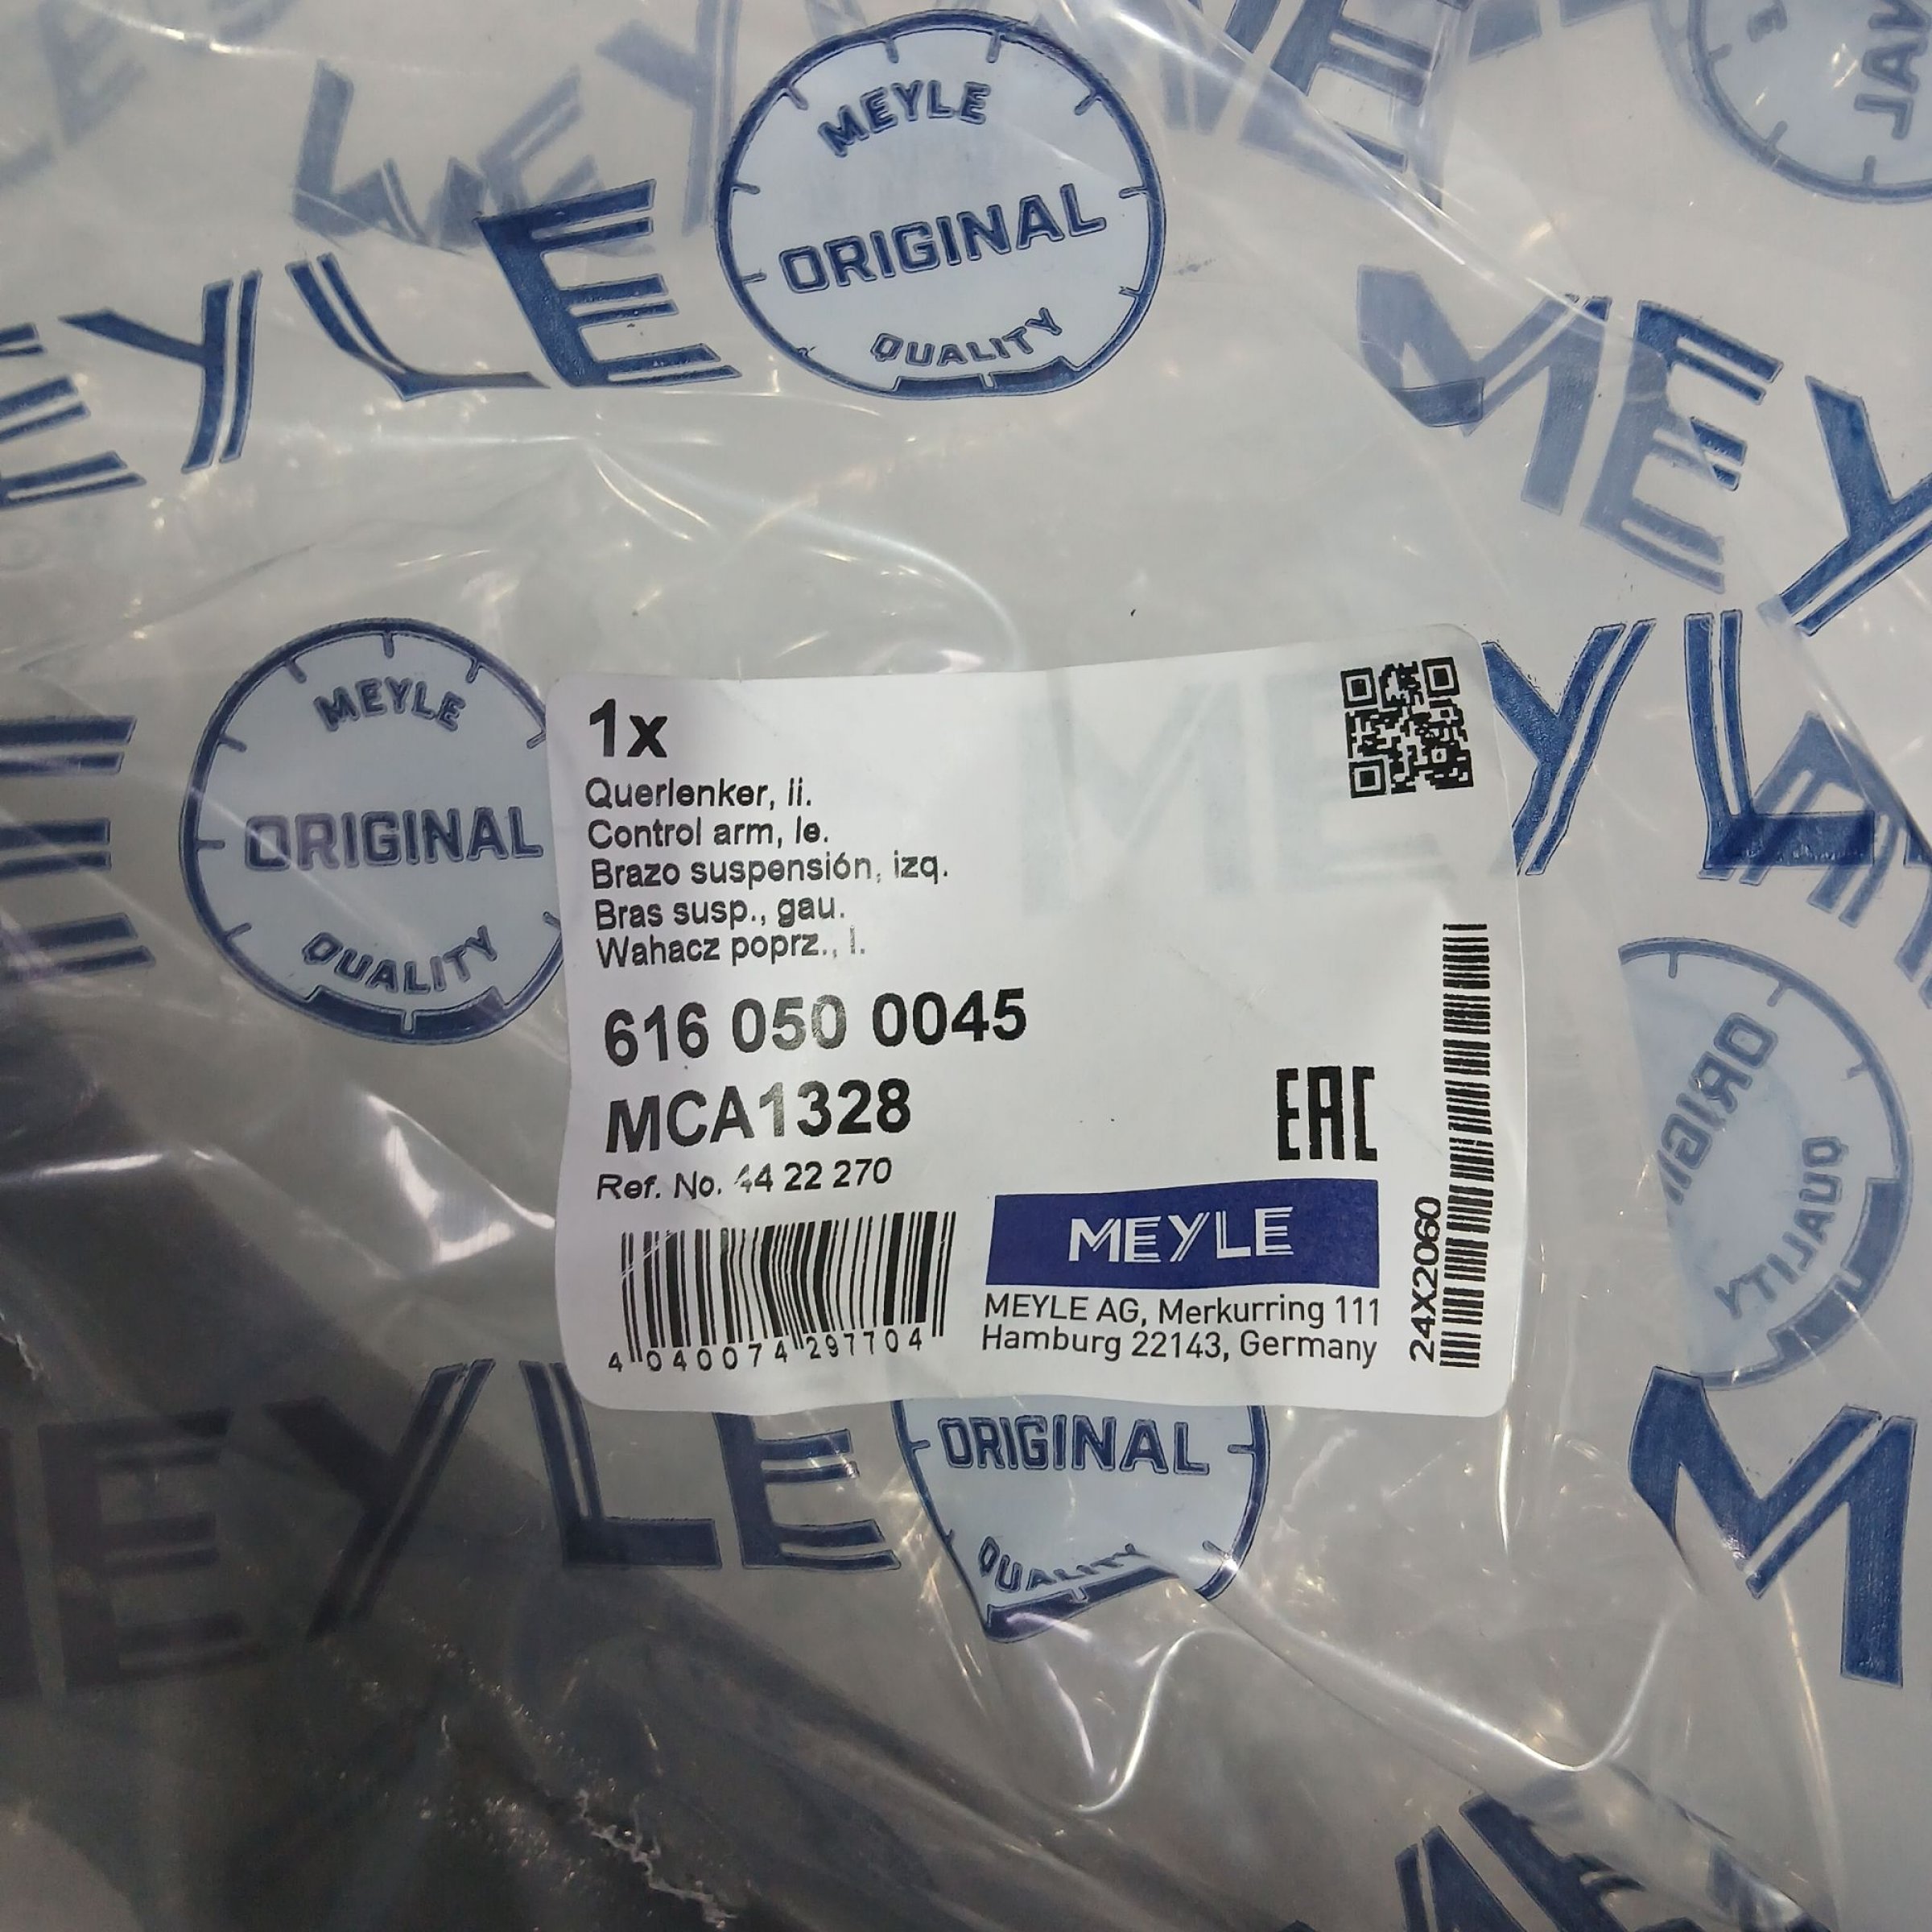 MEYLE
ORIGINAL
QUALITY
MEYLE
MEYLE
ORIGINAL
QUALITY
1x
Querlenker, li.
Control arm, le.
Brazo suspensión, izq.
Bras susp., gau.
Wahacz poprz., l.
616 050 0045
MCA1328
Ref. No. 44 22 270
EAC
MEYLE
MEYLE AG, Merkurring 111
Hamburg 22143, Germany
4 040074 297704
24X2060
ORIGINAL
QUALITY
ORIGINAL
QUALITY
MEYLE